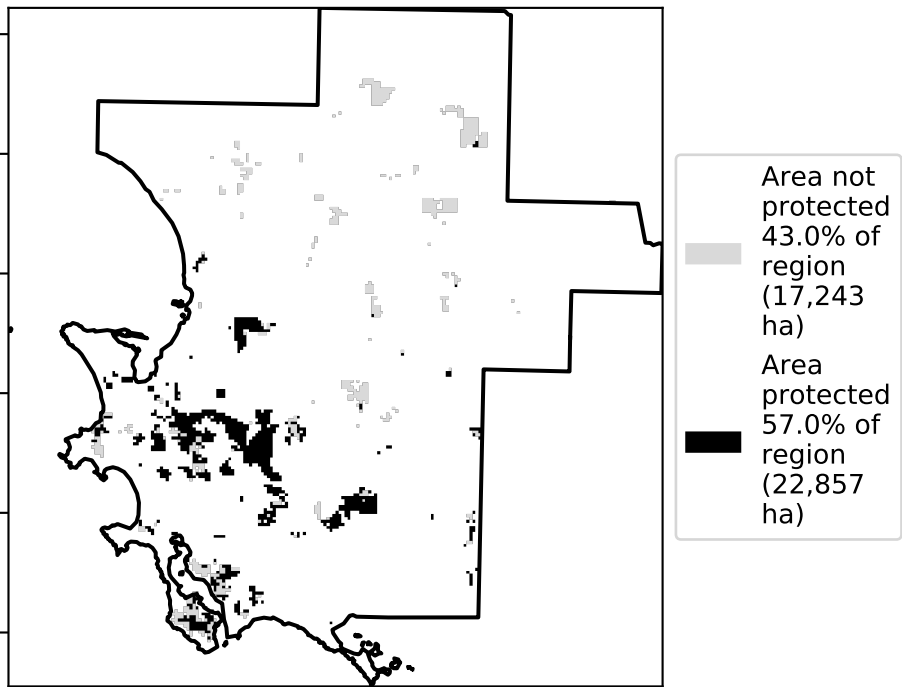 Area not
protected
43.0% of
region
(17,243
ha)
Area
protected
57.0% of
region
(22,857
ha)